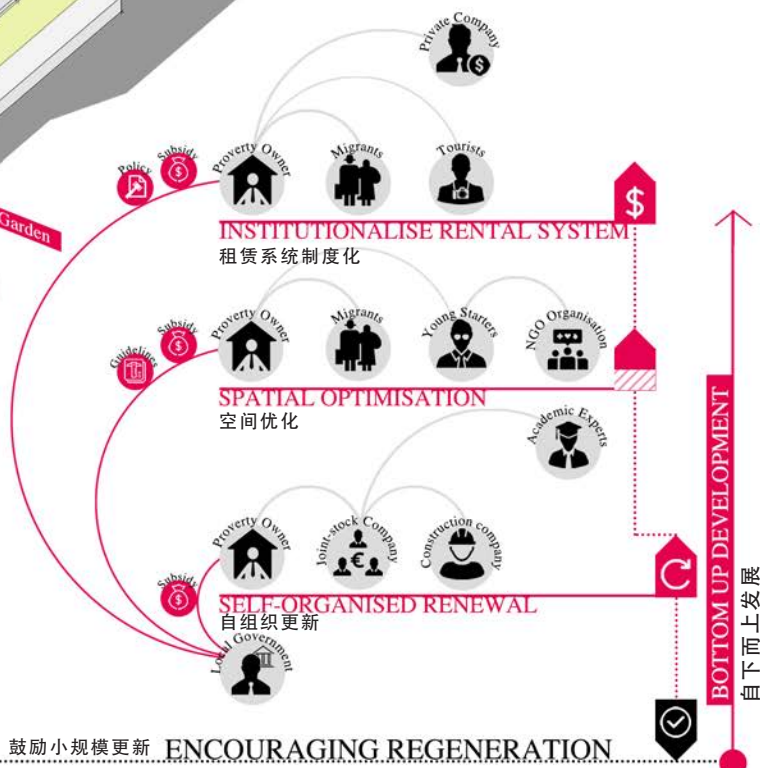 Private Company
Policy
Subsidy
Proverty Owner
Migrants
Tourists
Garden
INSTITUTIONALISE RENTAL SYSTEM
租赁系统制度化
Guidelines
Subsidy
Proverty Owner
Migrants
Young Starters
NGO Organisation
SPATIAL OPTIMISATION
空间优化
Academic Experts
Subsidy
Proverty Owner
Joint-stock Company
Construction company
SELF-ORGANISED RENEWAL
自组织更新
Local Government
BOTTOM UP DEVELOPMENT
自下而上发展
鼓励小规模更新 ENCOURAGING REGENERATION